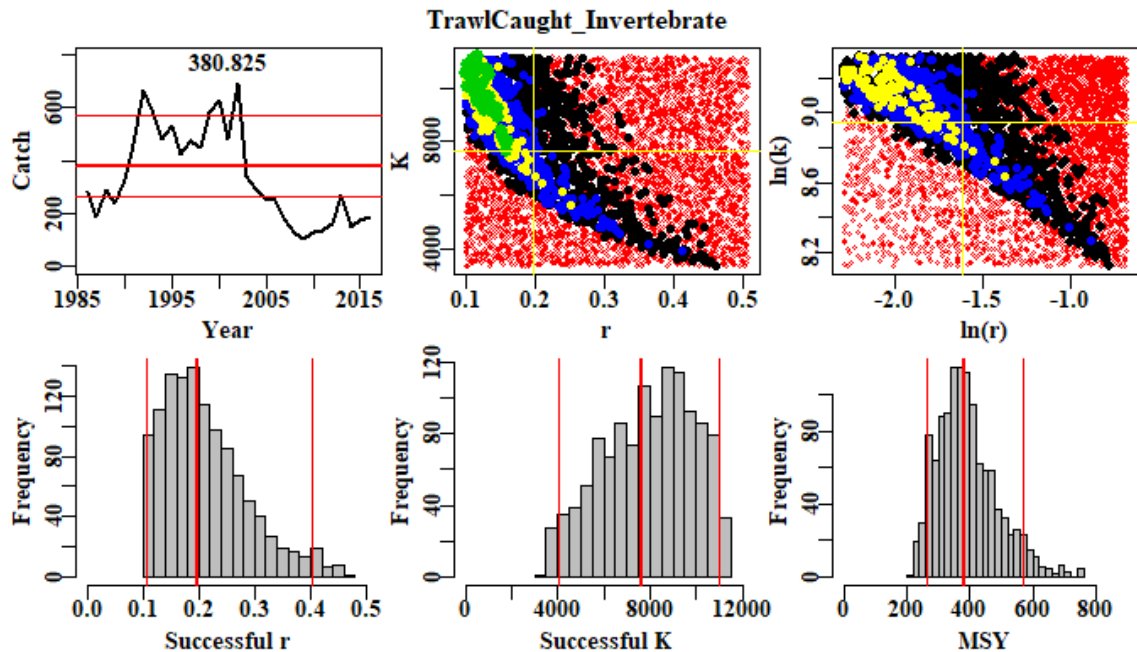 TrawlCaught_Invertebrate
380.825
Catch
0 200 600
1985 1995 2005 2015
Year
K
4000 8000
0.1 0.2 0.3 0.4 0.5
r
ln(k)
8.2 8.6 9.0
-2.0 -1.5 -1.0
ln(r)
Frequency
0 40 80 120
0.0 0.1 0.2 0.3 0.4 0.5
Successful r
Frequency
0 40 80 120
4000 8000 12000
Successful K
Frequency
0 40 80
0 200 400 600 800
MSY